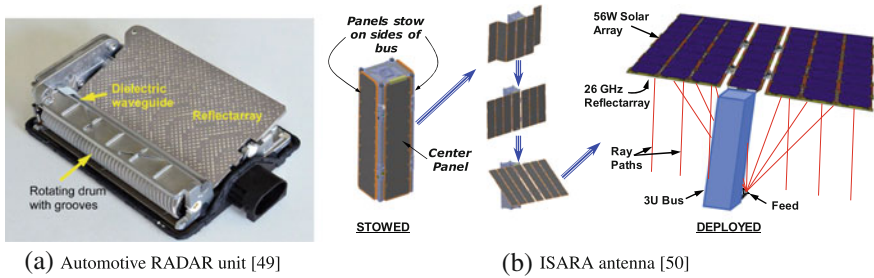 Dielectric
waveguide
Reflectarray
Rotating drum
with grooves
(a) Automotive RADAR unit [49]
Panels stow
on sides of
bus
Center
Panel
STOWED
56W Solar
Array
26 GHz
Reflectarray
Ray
Paths
3U Bus
Feed
DEPLOYED
(b) ISARA antenna [50]